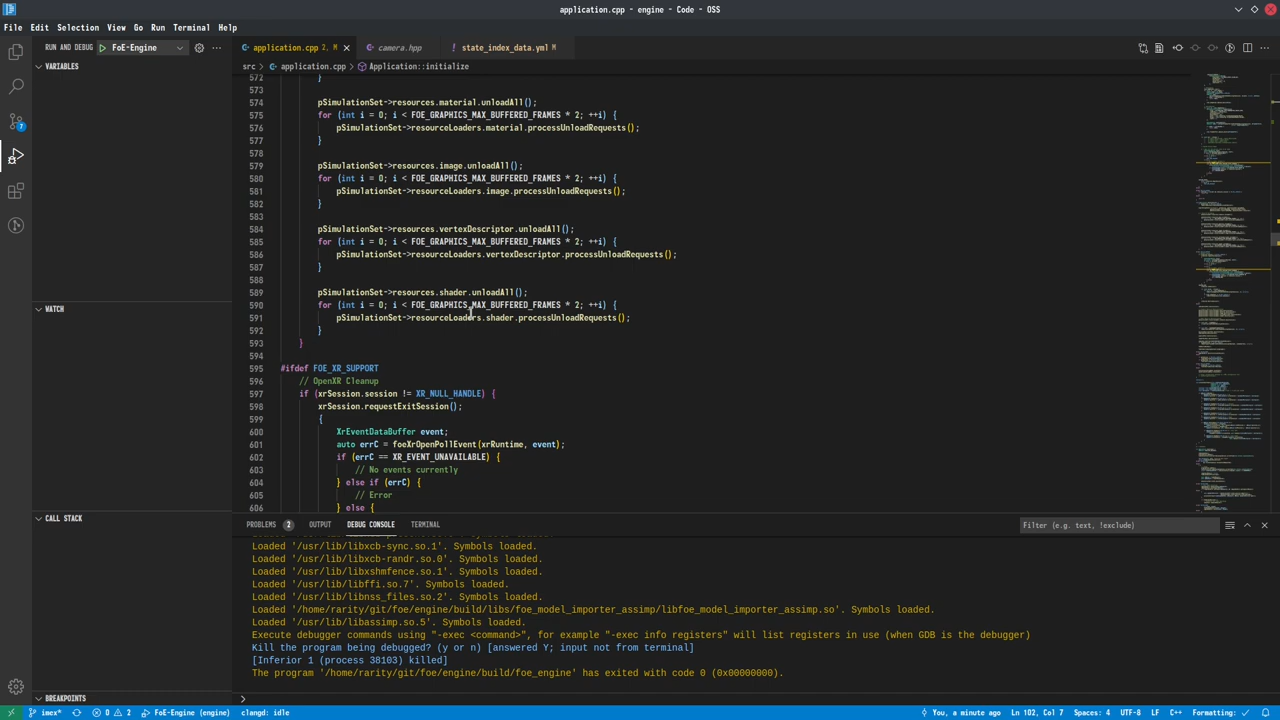 application.cpp - engine - Code - OSS
File Edit Selection View Go Run Terminal Help
RUN AND DEBUG FoE-Engine
application.cpp 2, M
camera.hpp
state_index_data.yml M
src > application.cpp > Application::initialize
VARIABLES
WATCH
CALL STACK
BREAKPOINTS
7
572 }
573
574 pSimulationSet->resources.material.unloadAll();
575 for (int i = 0; i < FOE_GRAPHICS_MAX_BUFFERED_FRAMES * 2; ++i) {
576 pSimulationSet->resourceLoaders.material.processUnloadRequests();
577 }
578
579 pSimulationSet->resources.image.unloadAll();
580 for (int i = 0; i < FOE_GRAPHICS_MAX_BUFFERED_FRAMES * 2; ++i) {
581 pSimulationSet->resourceLoaders.image.processUnloadRequests();
582 }
583
584 pSimulationSet->resources.vertexDescriptor.unloadAll();
585 for (int i = 0; i < FOE_GRAPHICS_MAX_BUFFERED_FRAMES * 2; ++i) {
586 pSimulationSet->resourceLoaders.vertexDescriptor.processUnloadRequests();
587 }
588
589 pSimulationSet->resources.shader.unloadAll();
590 for (int i = 0; i < FOE_GRAPHICS_MAX_BUFFERED_FRAMES * 2; ++i) {
591 pSimulationSet->resourceLoaders.shader.processUnloadRequests();
592 }
593 }
594
595 #ifdef FOE_XR_SUPPORT
596 // OpenXR Cleanup
597 if (xrSession.session != XR_NULL_HANDLE) {
598 xrSession.requestExitSession();
599 {
600 XrEventDataBuffer event;
601 auto errC = foeXrOpenPollEvent(xrRuntime, event);
602 if (errC == XR_EVENT_UNAVAILABLE) {
603 // No events currently
604 } else if (errC) {
605 // Error
606 } else {
PROBLEMS 2 OUTPUT DEBUG CONSOLE TERMINAL
Filter (e.g. text, !exclude)
Loaded '/usr/lib/libxcb-sync.so.1'. Symbols loaded.
Loaded '/usr/lib/libxcb-randr.so.0'. Symbols loaded.
Loaded '/usr/lib/libxshmfence.so.1'. Symbols loaded.
Loaded '/usr/lib/libffi.so.7'. Symbols loaded.
Loaded '/usr/lib/libnss_files.so.2'. Symbols loaded.
Loaded '/home/rarity/git/foe/engine/build/libs/foe_model_importer_assimp/libfoe_model_importer_assimp.so'. Symbols loaded.
Loaded '/usr/lib/libassimp.so.5'. Symbols loaded.
Execute debugger commands using "-exec <command>", for example "-exec info registers" will list registers in use (when GDB is the debugger)
Kill the program being debugged? (y or n) [answered Y; input not from terminal]
[Inferior 1 (process 38103) killed]
The program '/home/rarity/git/foe/engine/build/foe_engine' has exited with code 0 (0x00000000).
>
imex* 0 2 FoE-Engine (engine) clangd: idle You, a minute ago Ln 102, Col 7 Spaces: 4 UTF-8 LF C++ Formatting: ✓